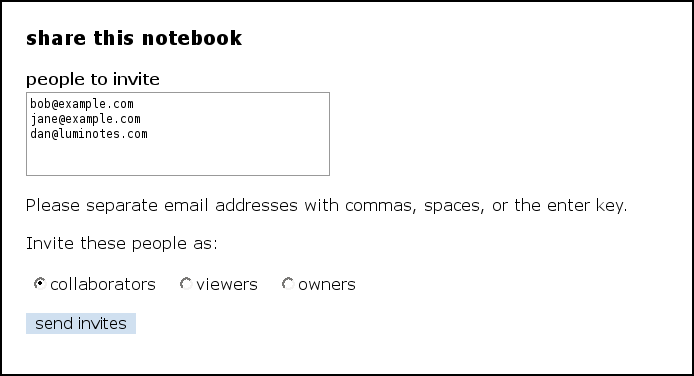 share this notebook
people to invite
bob@example.com
jane@example.com
dan@luminotes.com
Please separate email addresses with commas, spaces, or the enter key.
Invite these people as:
collaborators viewers owners
send invites